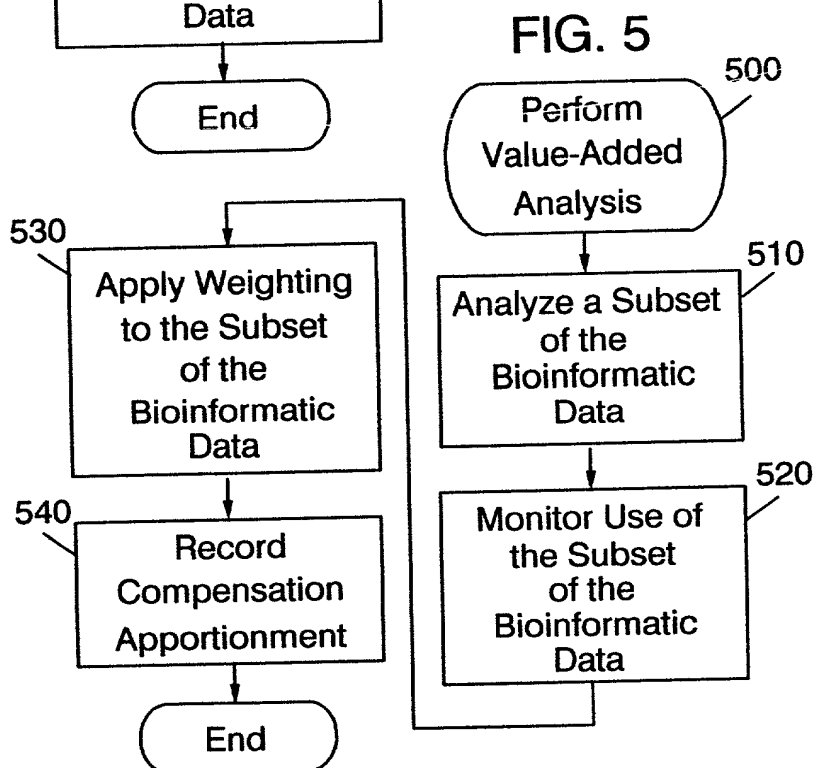 Data
End
FIG. 5
500
Perform
Value-Added
Analysis
510
Analyze a Subset
of the
Bioinformatic
Data
520
Monitor Use of
the Subset
of the
Bioinformatic
Data
530
Apply Weighting
to the Subset
of the
Bioinformatic
Data
540
Record
Compensation
Apportionment
End